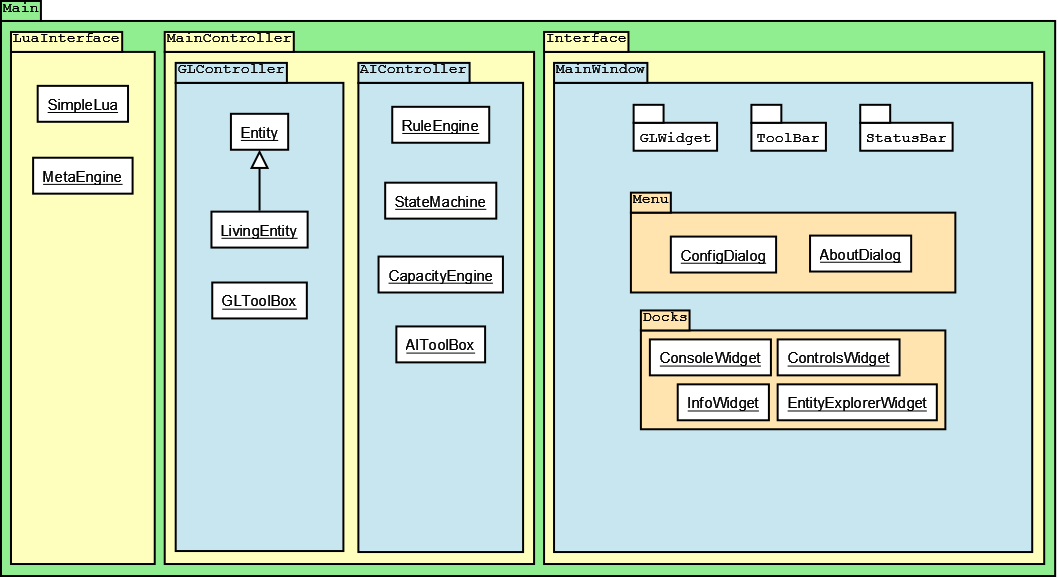 Main
LuaInterface
SimpleLua
MetaEngine
MainController
GLController
Entity
LivingEntity
GLToolBox
AIController
RuleEngine
StateMachine
CapacityEngine
AIToolBox
Interface
MainWindow
GLWidget
ToolBar
StatusBar
Menu
ConfigDialog
AboutDialog
Docks
ConsoleWidget
ControlsWidget
InfoWidget
EntityExplorerWidget